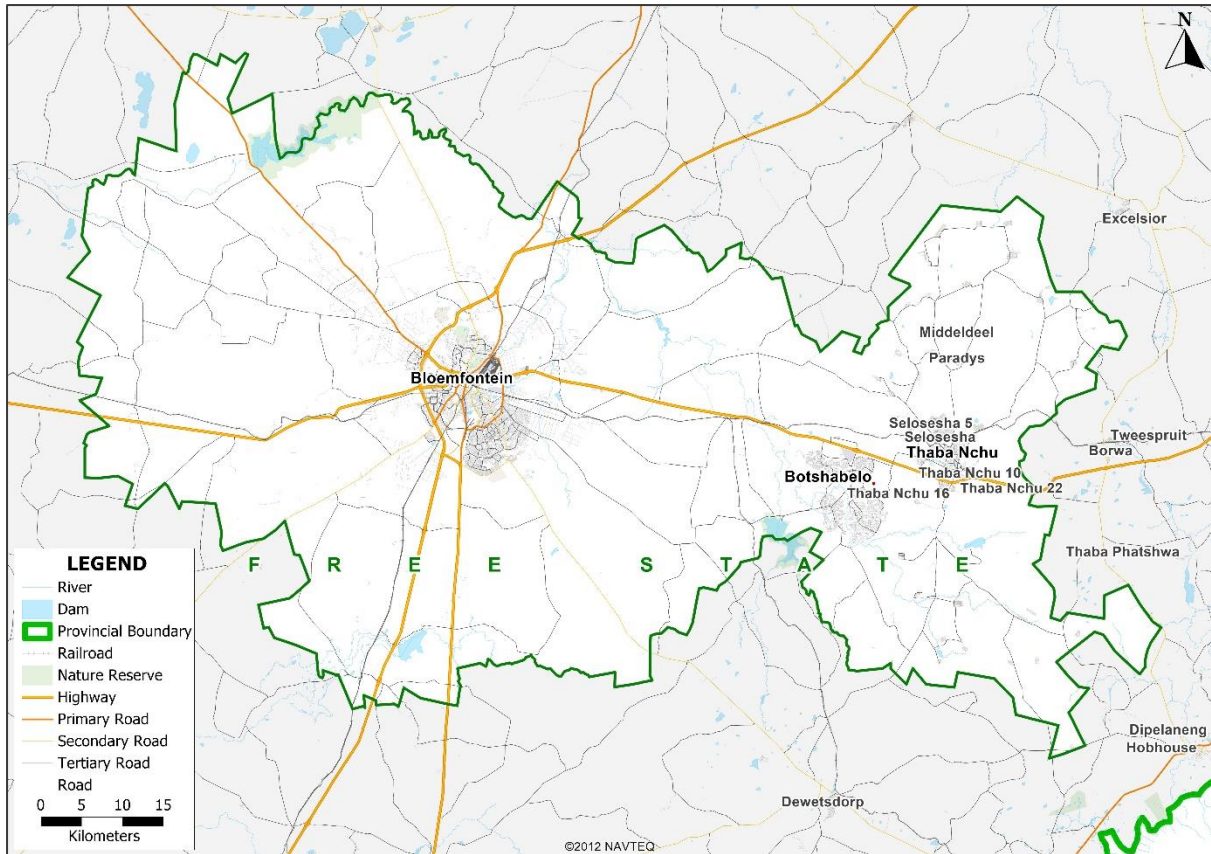 N
Excelsior
Middeldeel
Paradys
Bloemfontein
Selosesha 5
Selosesha
Thaba Nchu
Tweespruit
Borwa
Thaba Nchu 10
Botshabelo
Thaba Nchu 16
Thaba Nchu 22
Thaba Phatshwa
F R E E S T A T E
LEGEND
River
Dam
Provincial Boundary
Railroad
Nature Reserve
Highway
Primary Road
Secondary Road
Tertiary Road
Road
0 5 10 15
Kilometers
Dipelaneng
Hobhouse
Dewetsdorp
©2012 NAVTEQ